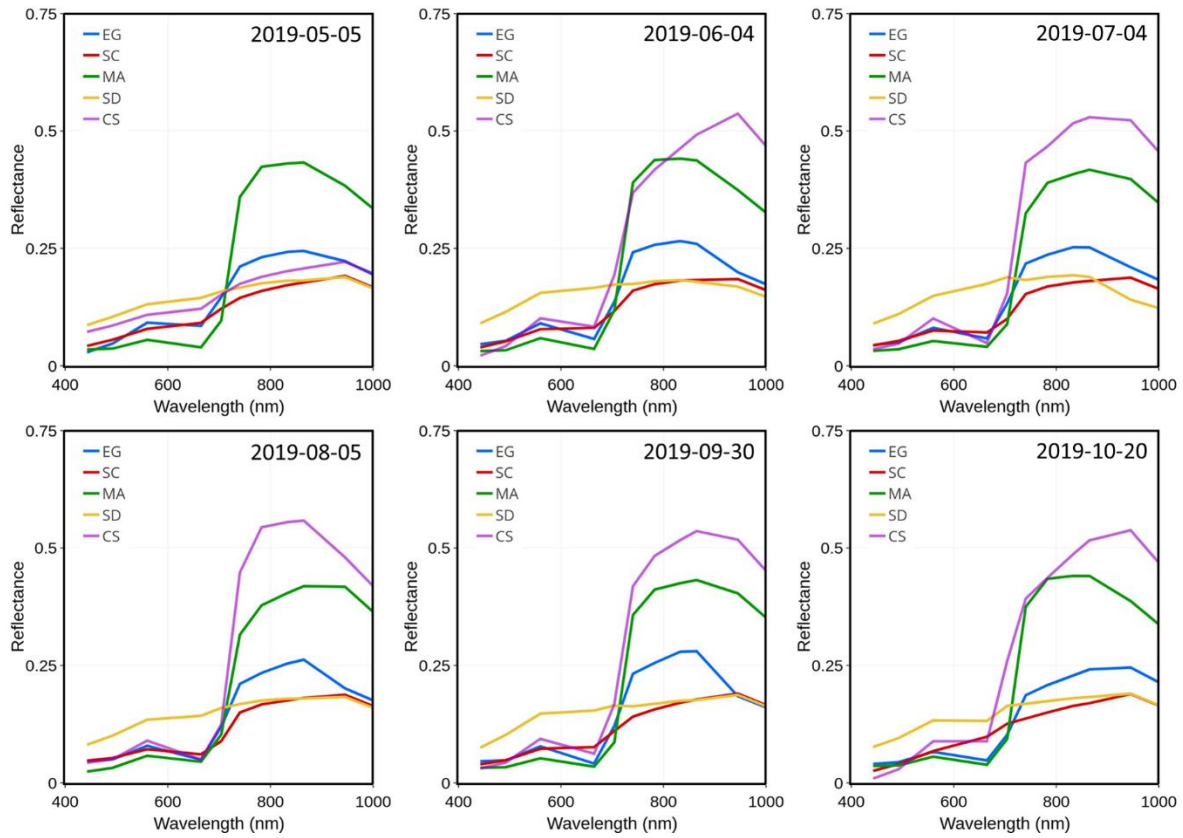 0.75
2019-05-05
EG
SC
MA
SD
CS
0.5
0.25
0
Reflectance
400
600
800
1000
Wavelength (nm)
0.75
2019-06-04
EG
SC
MA
SD
CS
0.5
0.25
0
Reflectance
400
600
800
1000
Wavelength (nm)
0.75
2019-07-04
EG
SC
MA
SD
CS
0.5
0.25
0
Reflectance
400
600
800
1000
Wavelength (nm)
0.75
2019-08-05
EG
SC
MA
SD
CS
0.5
0.25
0
Reflectance
400
600
800
1000
Wavelength (nm)
0.75
2019-09-30
EG
SC
MA
SD
CS
0.5
0.25
0
Reflectance
400
600
800
1000
Wavelength (nm)
0.75
2019-10-20
EG
SC
MA
SD
CS
0.5
0.25
0
Reflectance
400
600
800
1000
Wavelength (nm)